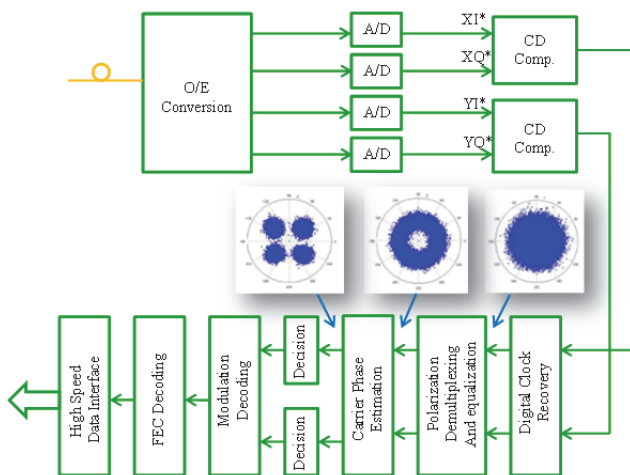 A/D
XI*
A/D
XQ*
A/D
YI*
A/D
YQ*
O/E
Conversion
CD
Comp.
CD
Comp.
High Speed
Data Interface
FEC Decoding
Modulation
Decoding
Decision
Decision
Carrier Phase
Estimation
Polarization
Demultiplexing
And equalization
Digital Clock
Recovery